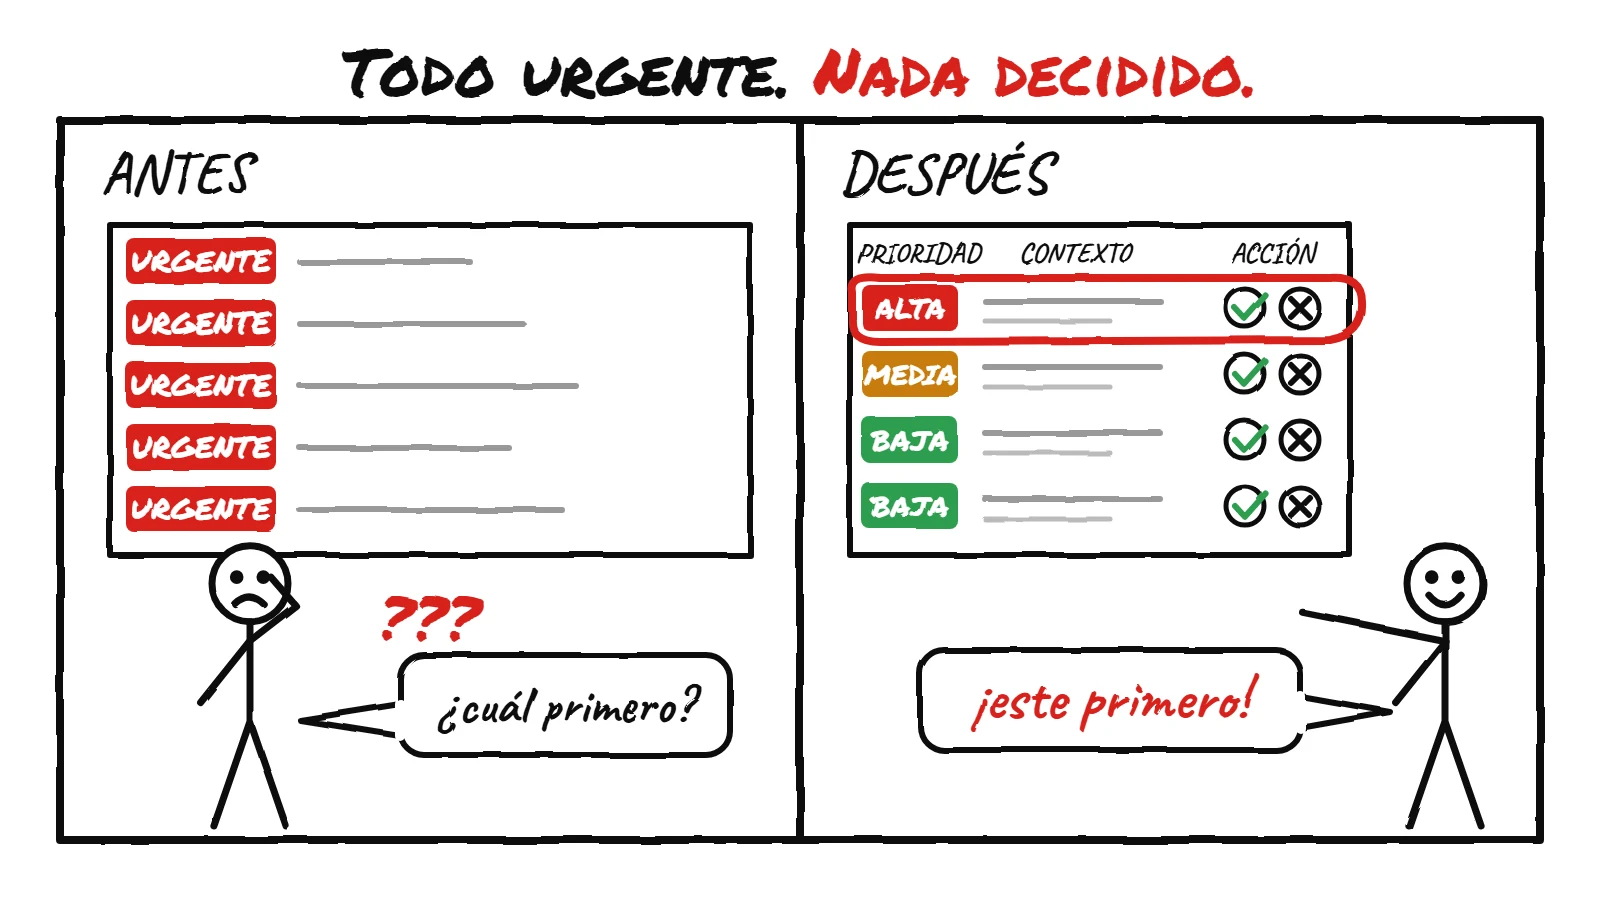 TODO URGENTE. NADA DECIDIDO.
ANTES
URGENTE
URGENTE
URGENTE
URGENTE
URGENTE
???
¿cuál primero?
DESPUÉS
PRIORIDAD CONTEXTO ACCIÓN
ALTA
MEDIA
BAJA
BAJA
¡este primero!